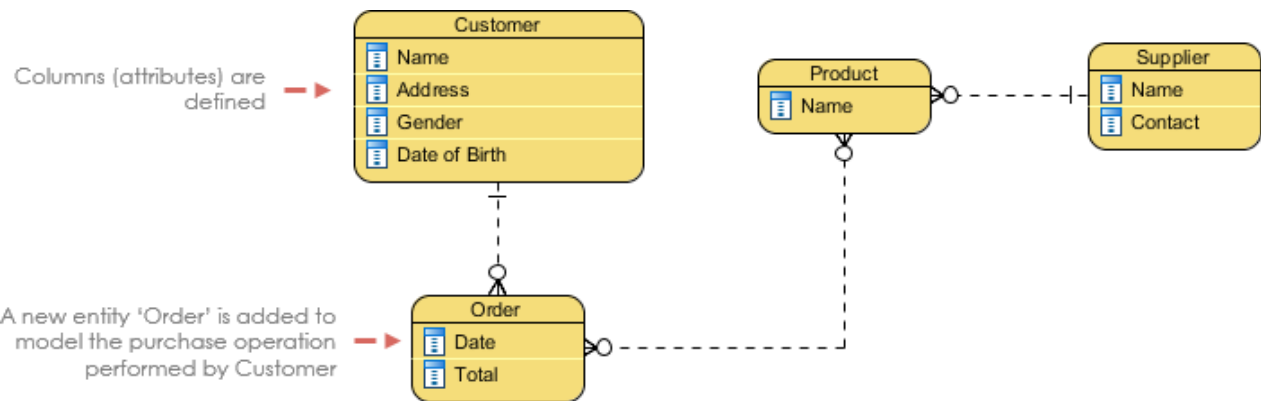 Customer
Name
Address
Gender
Date of Birth
Columns (attributes) are
defined
Product
Name
Supplier
Name
Contact
A new entity ‘Order’ is added to
model the purchase operation
performed by Customer
Order
Date
Total